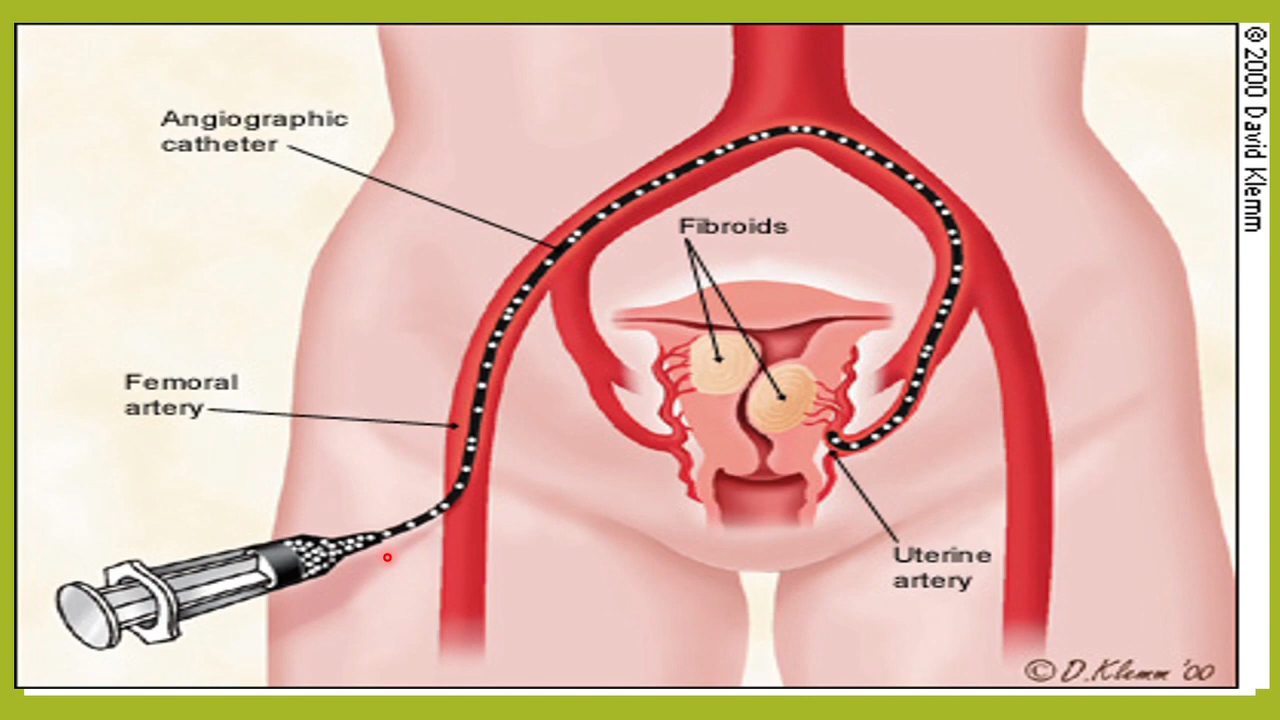 Angiographic
catheter
Fibroids
Femoral
artery
Uterine
artery
© D. Klemm '00
© 2000 David Klemm